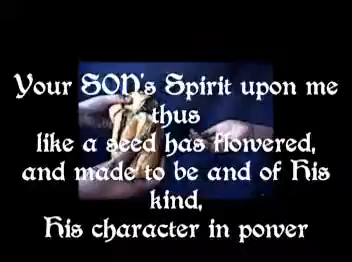 Your SON's Spirit upon me
thus
like a seed has flowered,
and made to be and of His
kind,
His character in power